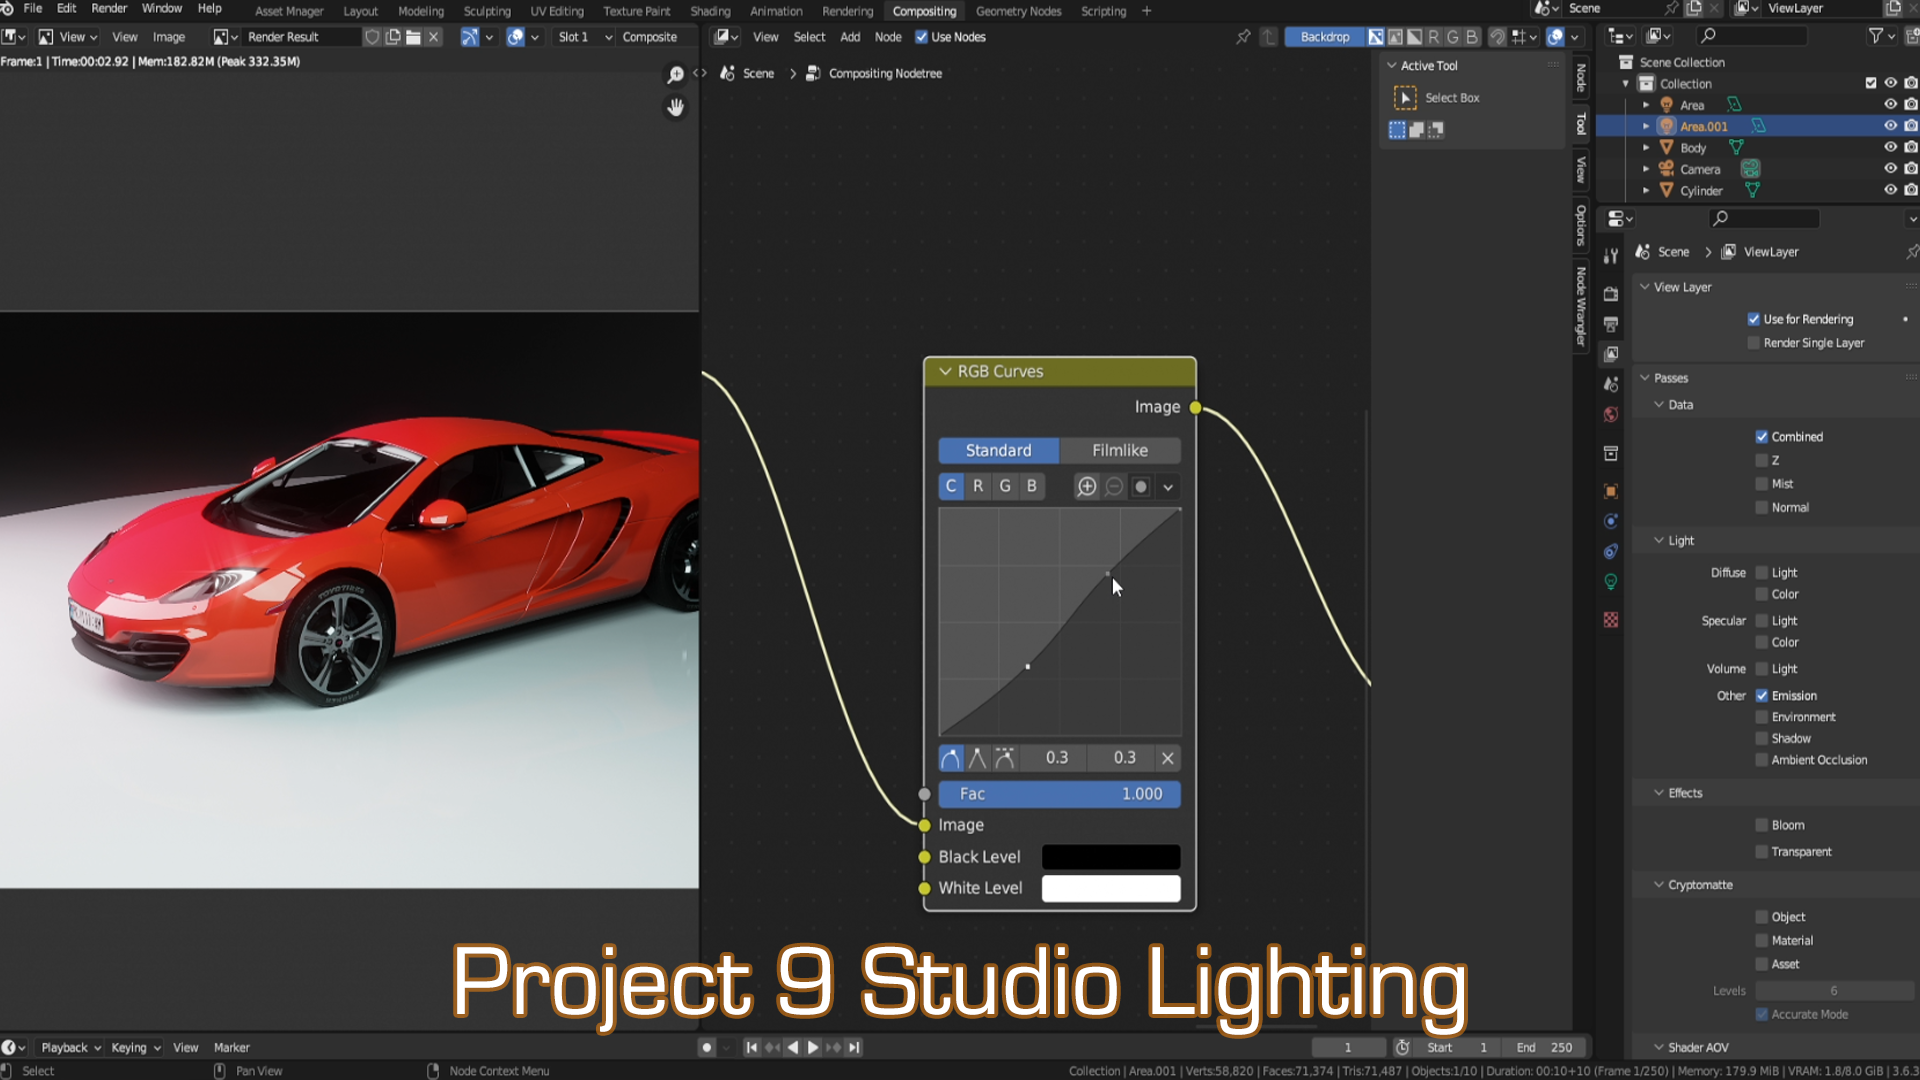 File Edit Render Window Help Asset Mnager Layout Modeling Sculpting UV Editing Texture Paint Shading Animation Rendering Compositing Geometry Nodes Scripting + Scene ViewLayer
View View Image Render Result Slot 1 Composite View Select Add Node Use Nodes Backdrop R G B
Frame:1 | Time:00:02.92 | Mem:182.82M (Peak 332.35M)
Scene > Compositing Nodetree
Active Tool
Select Box
Node
Tool
View
Options
Node Wrangler
Scene Collection
Collection
Area
Area.001
Body
Camera
Cylinder
Scene > ViewLayer
View Layer
Use for Rendering
Render Single Layer
Passes
Data
Combined
Z
Mist
Normal
Light
Diffuse Light
Color
Specular Light
Color
Volume Light
Other Emission
Environment
Shadow
Ambient Occlusion
Effects
Bloom
Transparent
Cryptomatte
Object
Material
Asset
Levels 6
Accurate Mode
Shader AOV
RGB Curves
Image
Standard Filmlike
C R G B
0.3 0.3
Fac 1.000
Image
Black Level
White Level
Project 9 Studio Lighting
Playback Keying View Marker 1 Start 1 End 250
Select Pan View Node Context Menu Collection | Area.001 | Verts:58,820 | Faces:71,374 | Tris:71,487 | Objects:1/10 | Duration: 00:10+10 (Frame 1/250) | Memory: 179.9 MiB | VRAM: 1.8/8.0 GiB | 3.6.3